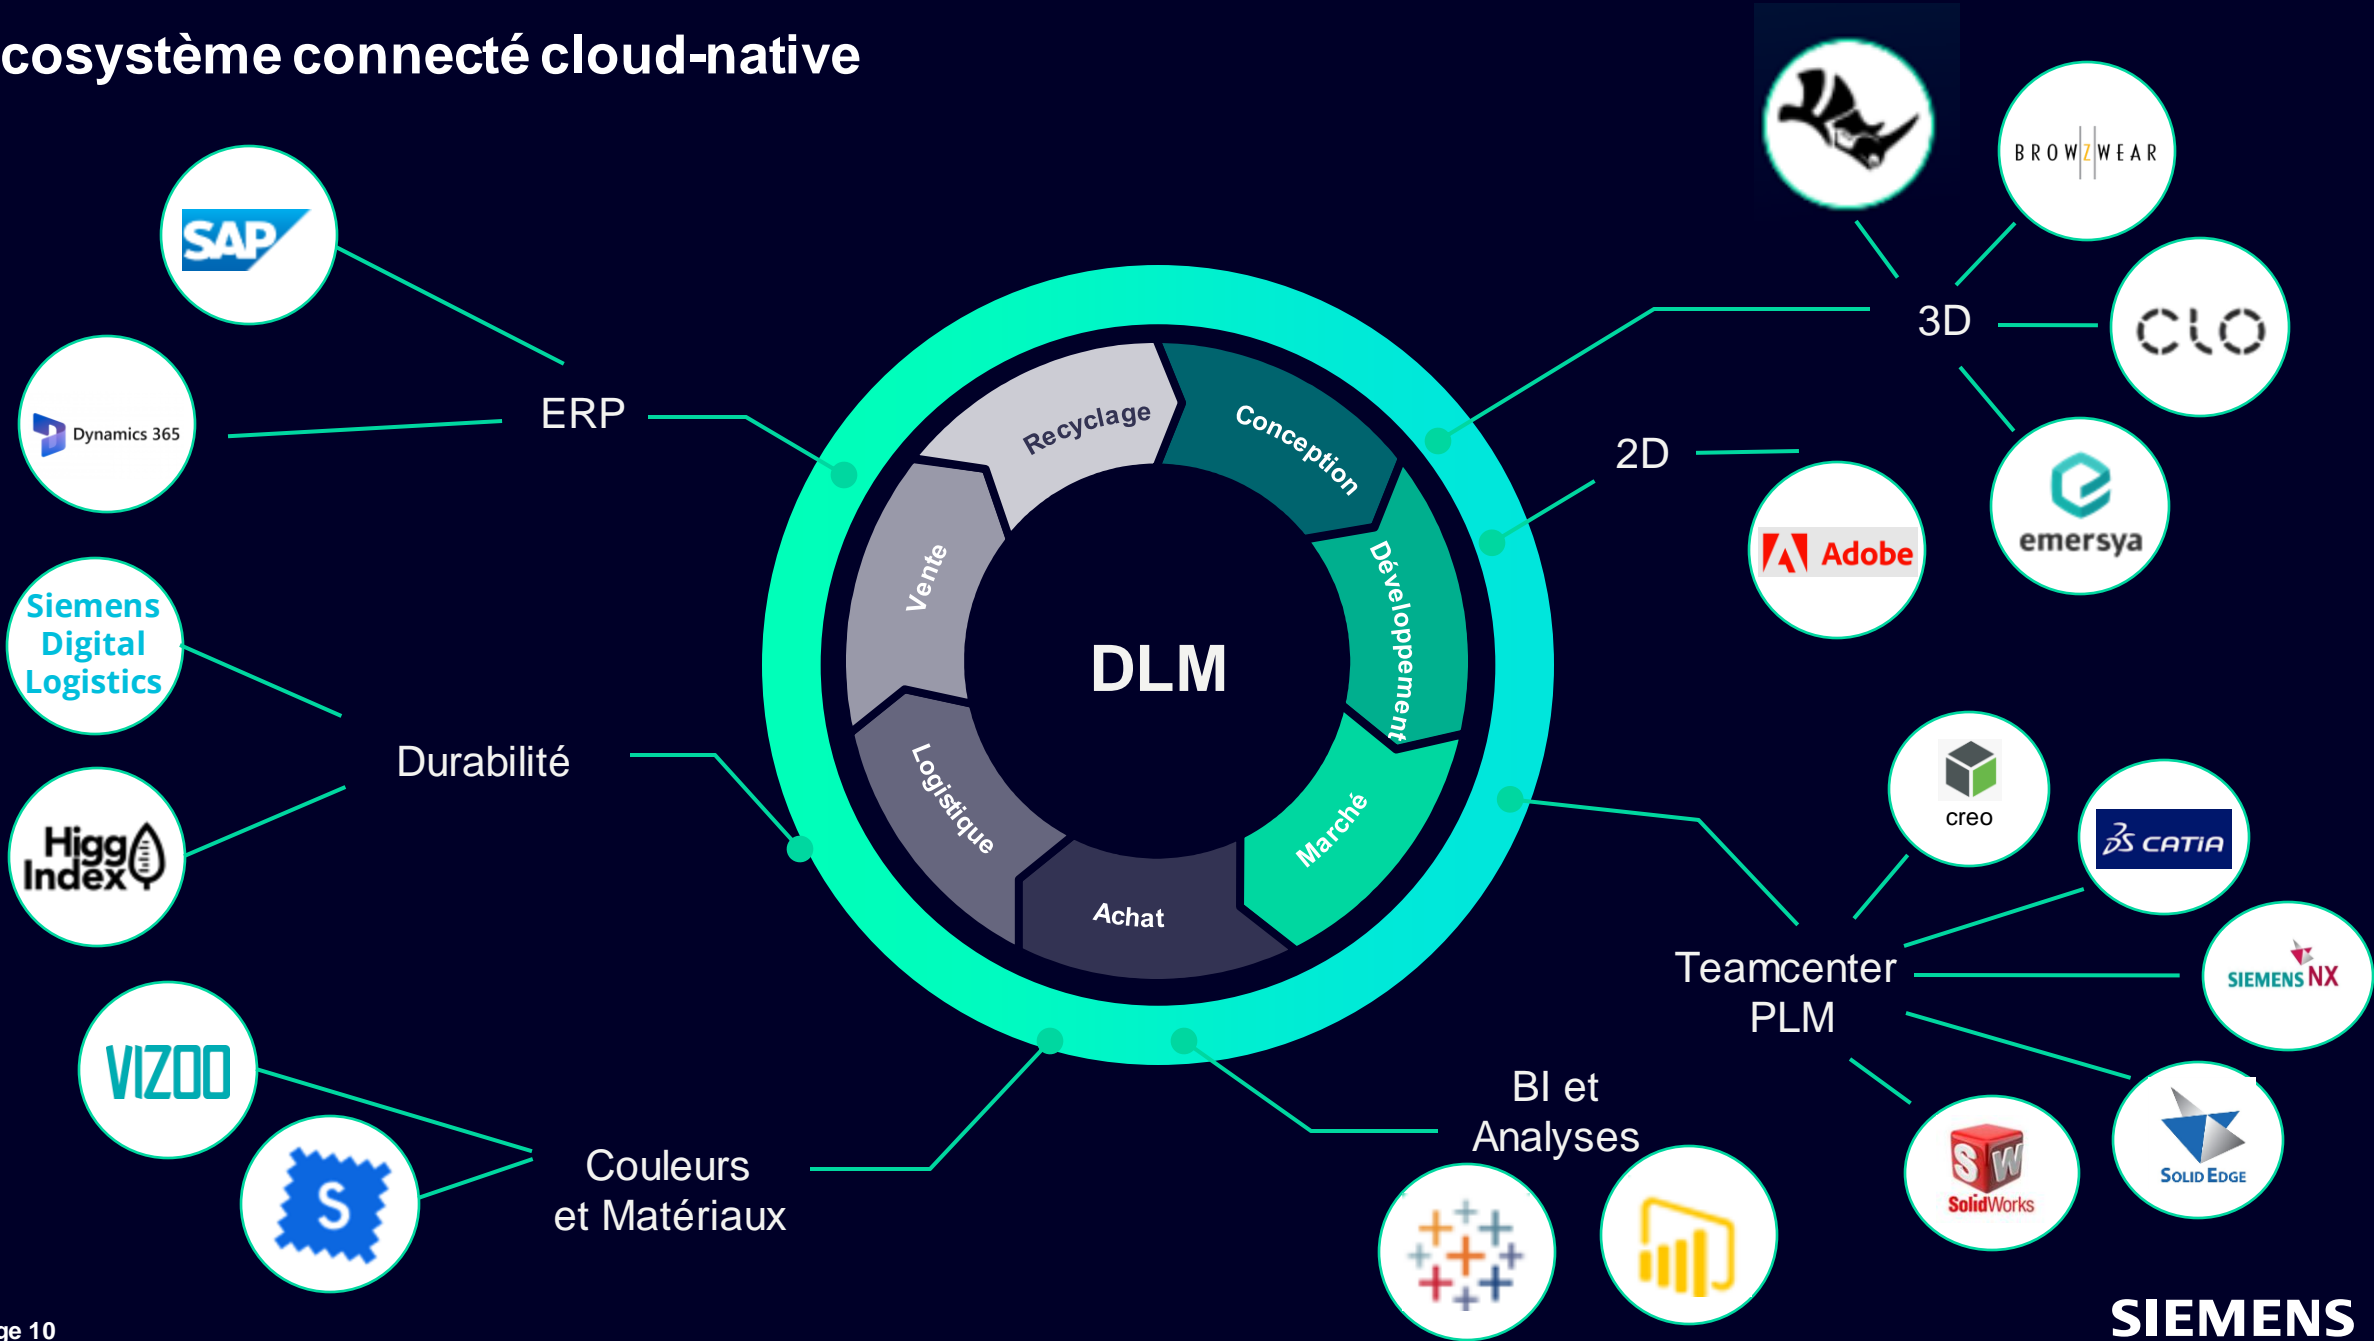 cosystème connecté cloud-native
SAP
Dynamics 365
ERP
Siemens
Digital
Logistics
Higg
Index
Durabilité
VIZOO
S
Couleurs
et Matériaux
Recyclage
Conception
Développement
Marché
Achat
Logistique
Vente
DLM
BROWZWEAR
3D
CLO
emersya
2D
Adobe
creo
CATIA
SIEMENS NX
Teamcenter
PLM
SOLID EDGE
SW
SolidWorks
BI et
Analyses
ge 10
SIEMENS